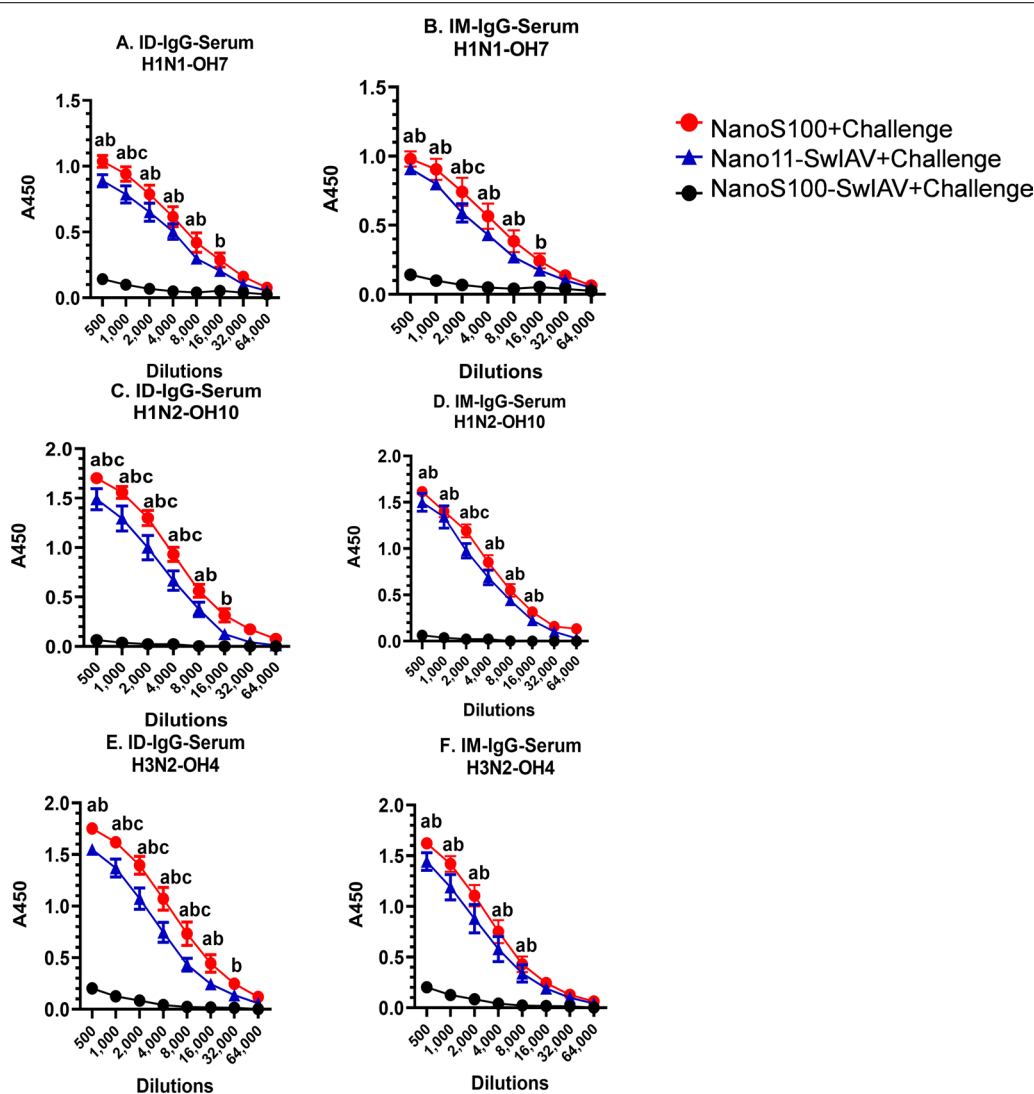 A. ID-IgG-Serum
H1N1-OH7
1.5
1.0
0.5
0.0
A450
ab
abc
ab
ab
ab
b
500
1,000
2,000
4,000
8,000
16,000
32,000
64,000
Dilutions
B. IM-IgG-Serum
H1N1-OH7
1.5
1.0
0.5
0.0
A450
ab
ab
abc
ab
ab
b
500
1,000
2,000
4,000
8,000
16,000
32,000
64,000
Dilutions
NanoS100+Challenge
Nano11-SwIAV+Challenge
NanoS100-SwIAV+Challenge
C. ID-IgG-Serum
H1N2-OH10
2.0
1.5
1.0
0.5
0.0
A450
abc
abc
abc
abc
ab
b
500
1,000
2,000
4,000
8,000
16,000
32,000
64,000
Dilutions
D. IM-IgG-Serum
H1N2-OH10
2.0
1.5
1.0
0.5
0.0
A450
ab
ab
abc
ab
ab
ab
500
1,000
2,000
4,000
8,000
16,000
32,000
64,000
Dilutions
E. ID-IgG-Serum
H3N2-OH4
2.0
1.5
1.0
0.5
0.0
A450
ab
abc
abc
abc
abc
ab
b
500
1,000
2,000
4,000
8,000
16,000
32,000
64,000
Dilutions
F. IM-IgG-Serum
H3N2-OH4
2.0
1.5
1.0
0.5
0.0
A450
ab
ab
ab
ab
ab
500
1,000
2,000
4,000
8,000
16,000
32,000
64,000
Dilutions